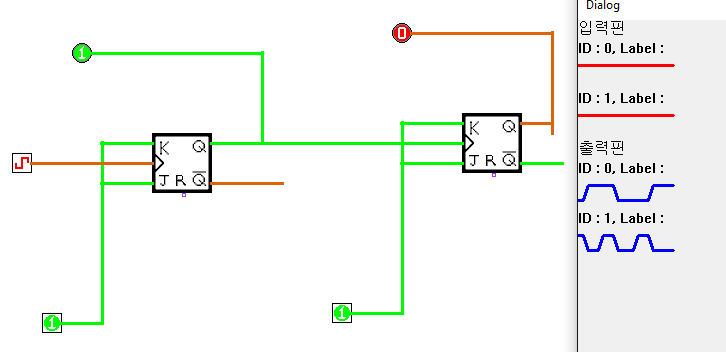 Dialog
입력핀
ID : 0, Label :
ID : 1, Label :
출력핀
ID : 0, Label :
ID : 1, Label :
1
0
K Q
J R Q̅
K Q
J R Q̅
1
1